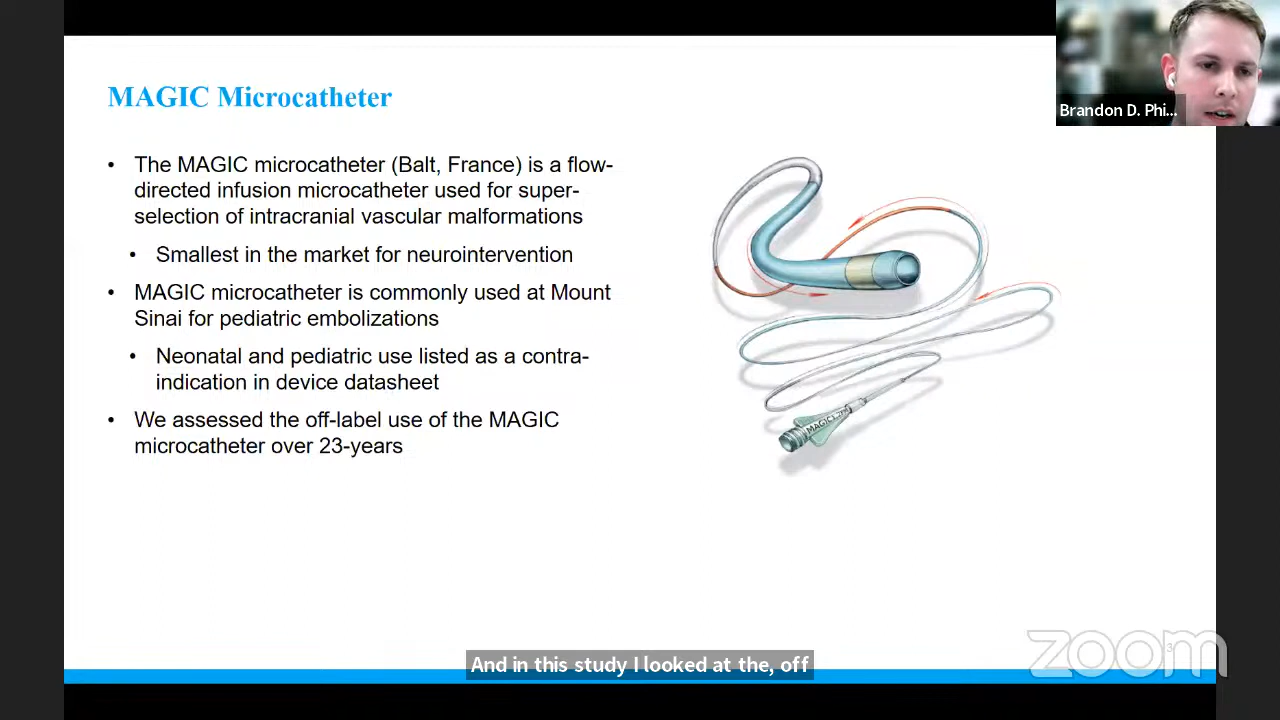 MAGIC Microcatheter
Brandon D. Phi...
• The MAGIC microcatheter (Balt, France) is a flow-
directed infusion microcatheter used for super-
selection of intracranial vascular malformations
• Smallest in the market for neurointervention
• MAGIC microcatheter is commonly used at Mount
Sinai for pediatric embolizations
• Neonatal and pediatric use listed as a contra-
indication in device datasheet
• We assessed the off-label use of the MAGIC
microcatheter over 23-years
zoom
3
And in this study I looked at the, off